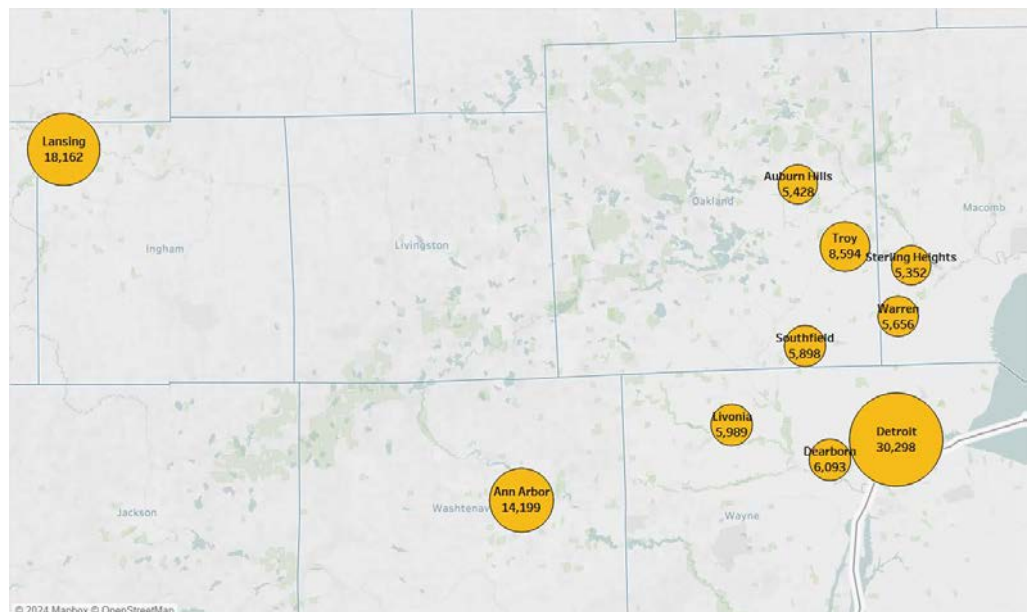 Lansing
18,162
Auburn Hills
5,428
Oakland
Macomb
Troy
8,594
Ingham
Livingston
Sterling Heights
5,352
Warren
5,656
Southfield
5,898
Livonia
5,989
Detroit
30,298
Dearborn
6,093
Ann Arbor
14,199
Jackson
Washtenav
Wayne
© 2024 Mapbox © OpenStreetMap